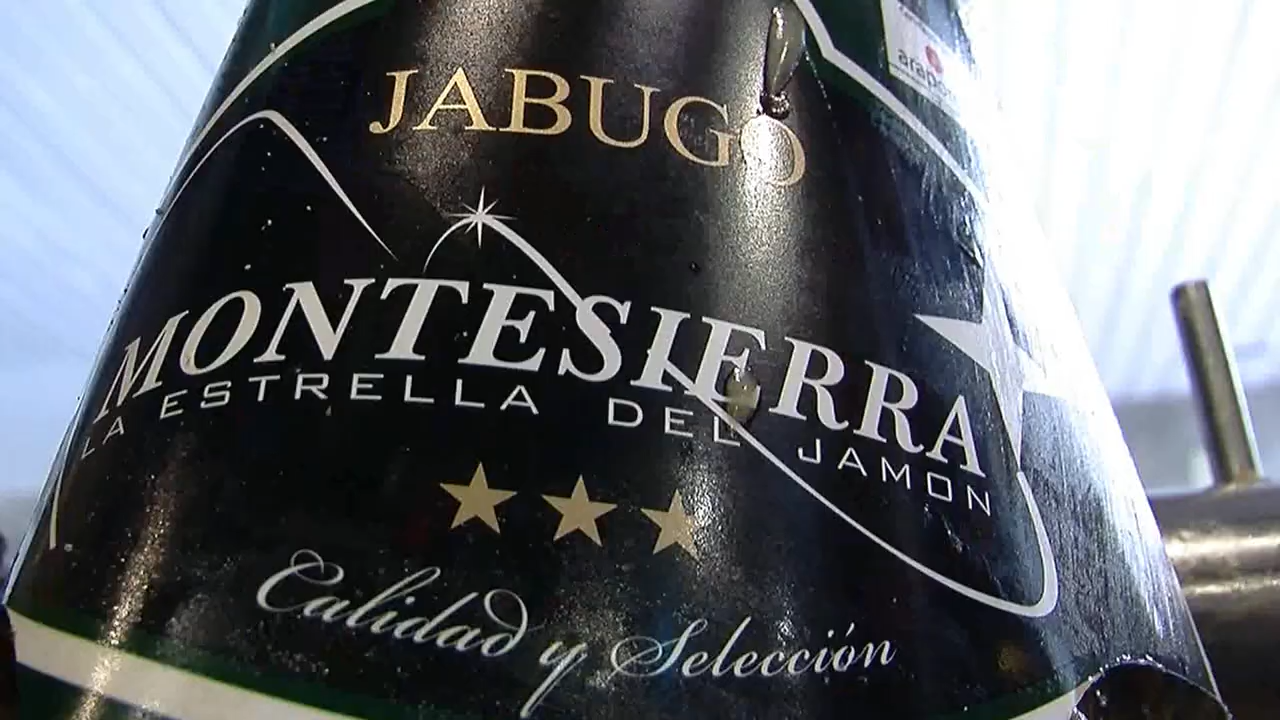 JABUGO
MONTESIERRA
LA ESTRELLA DEL JAMON
Calidad y Selección